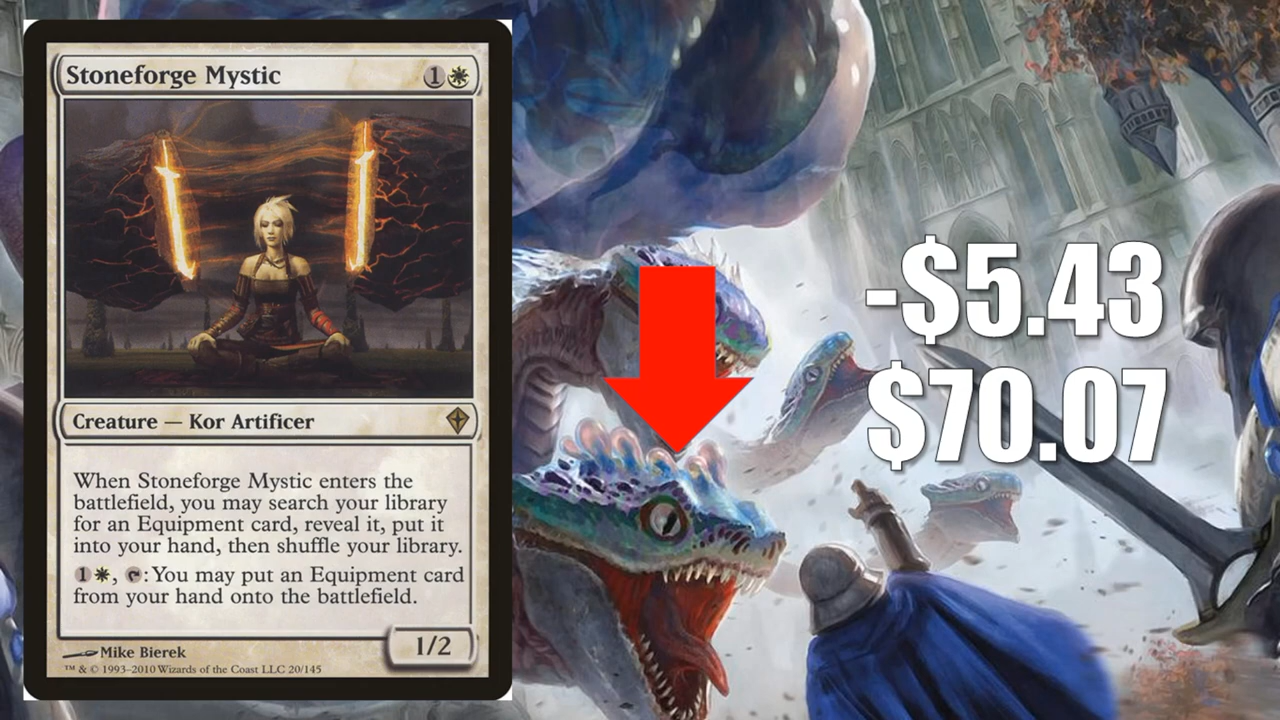 Stoneforge Mystic 1
Creature — Kor Artificer
When Stoneforge Mystic enters the
battlefield, you may search your library
for an Equipment card, reveal it, put it
into your hand, then shuffle your library.
1 , : You may put an Equipment card
from your hand onto the battlefield.
1/2
Mike Bierek
™ & © 1993–2010 Wizards of the Coast LLC 20/145
-$5.43
$70.07